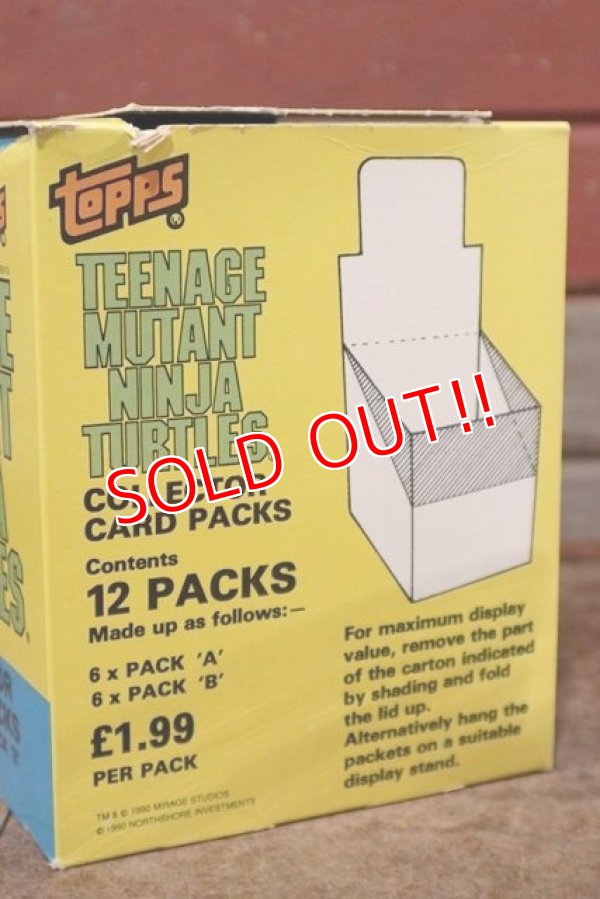 TOPPS
®
TEENAGE
MUTANT
NINJA
TURTLES
COLLECTOR
CARD PACKS
Contents
12 PACKS
Made up as follows:—
6 x PACK 'A'
6 x PACK 'B'
£1.99
PER PACK
TM & © 1990 MIRAGE STUDIOS
© 1990 NORTHSHORE INVESTMENTS
SOLD OUT!!
For maximum display
value, remove the part
of the carton indicated
by shading and fold
the lid up.
Alternatively hang the
packets on a suitable
display stand.